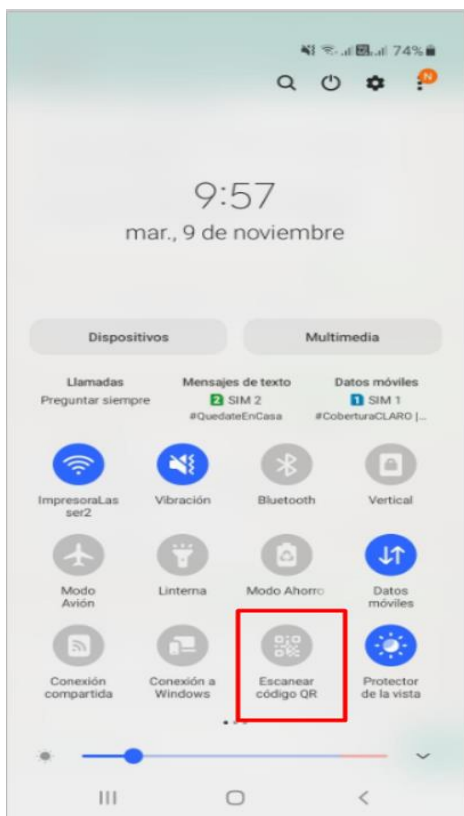 74%
N
9:57
mar., 9 de noviembre
Dispositivos Multimedia
Llamadas Mensajes de texto Datos móviles
Preguntar siempre 2 SIM 2 1 SIM 1
#QuedateEnCasa #CoberturaCLARO |...
ImpresoraLas Vibración Bluetooth Vertical
ser2
Modo Linterna Modo Ahorro Datos
Avión móviles
Conexión Conexión a Escanear Protector
compartida Windows código QR de la vista